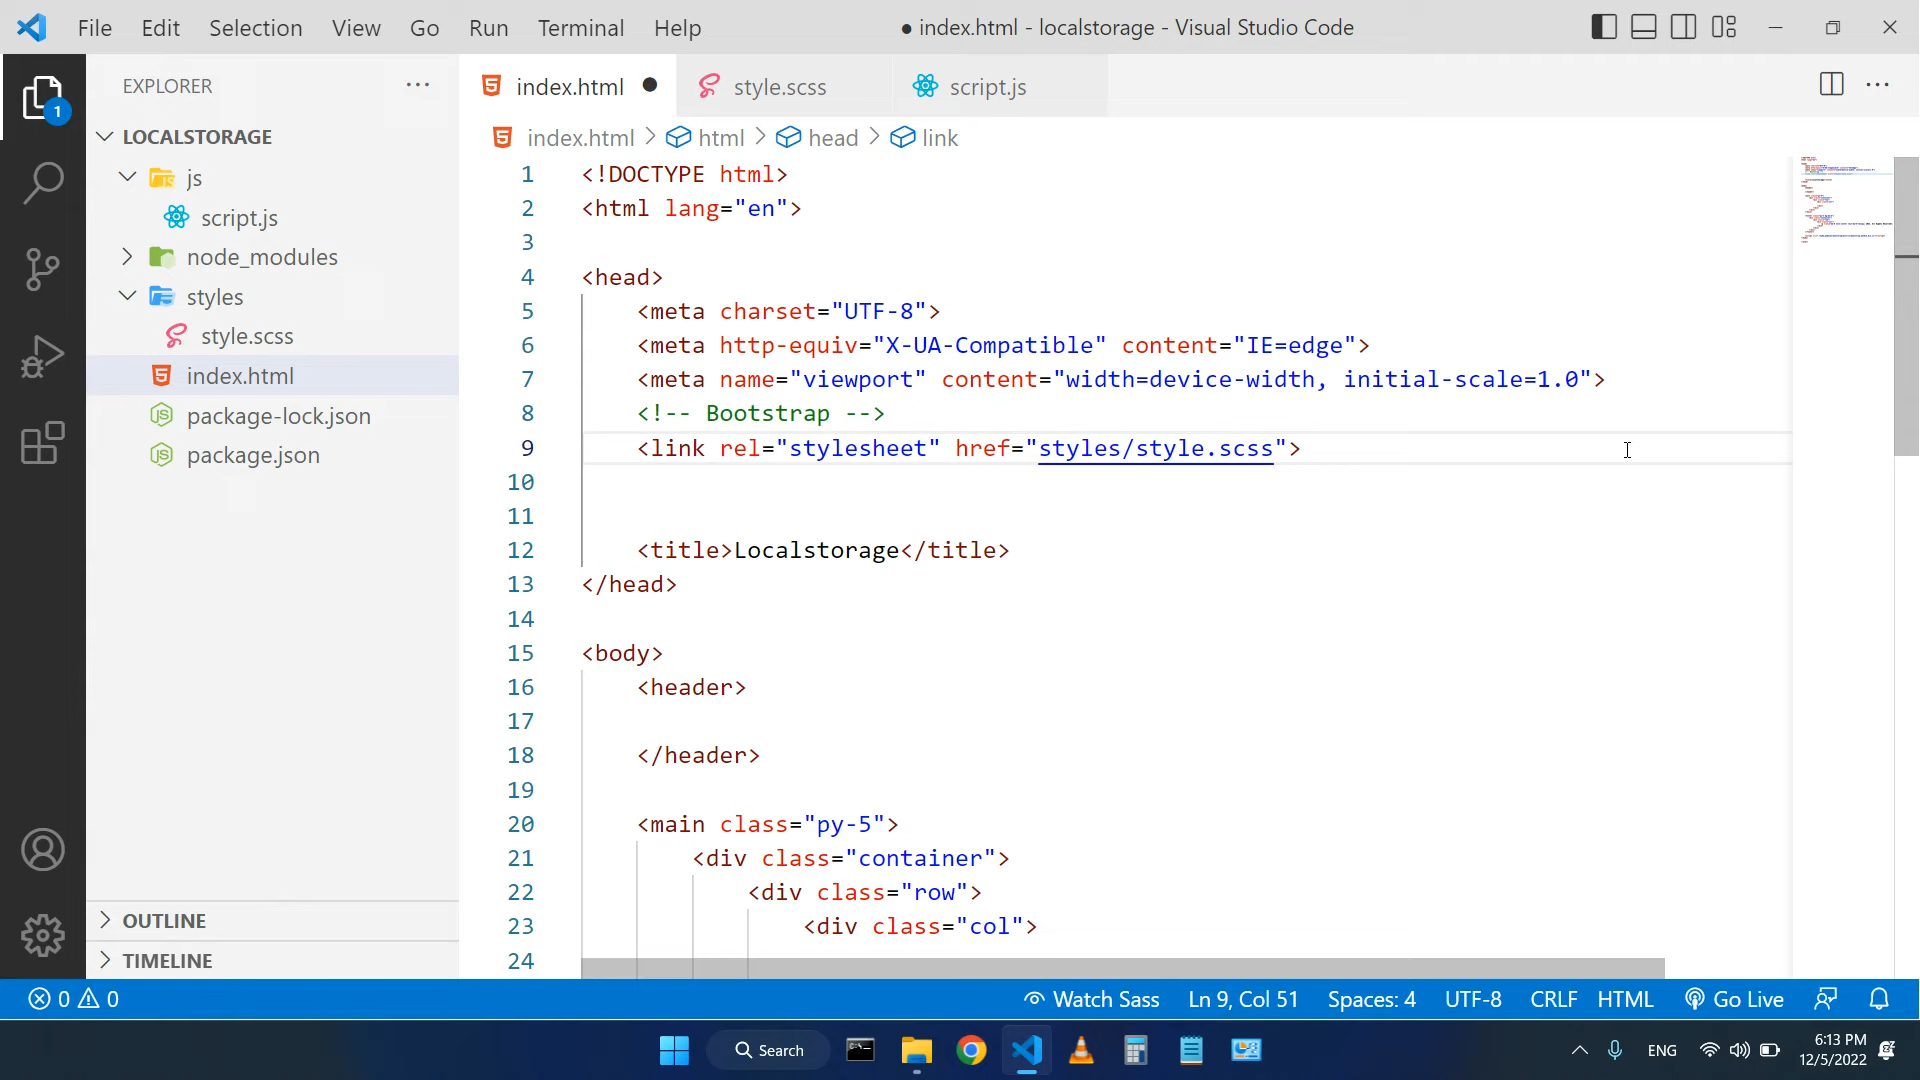 File Edit Selection View Go Run Terminal Help
● index.html - localstorage - Visual Studio Code
EXPLORER
LOCALSTORAGE
js
script.js
node_modules
styles
style.scss
index.html
package-lock.json
package.json
OUTLINE
TIMELINE
1
index.html ● style.scss script.js
index.html > html > head > link
1 <!DOCTYPE html>
2 <html lang="en">
3
4 <head>
5 <meta charset="UTF-8">
6 <meta http-equiv="X-UA-Compatible" content="IE=edge">
7 <meta name="viewport" content="width=device-width, initial-scale=1.0">
8 <!-- Bootstrap -->
9 <link rel="stylesheet" href="styles/style.scss">
10
11
12 <title>Localstorage</title>
13 </head>
14
15 <body>
16 <header>
17
18 </header>
19
20 <main class="py-5">
21 <div class="container">
22 <div class="row">
23 <div class="col">
24
0 0 Watch Sass Ln 9, Col 51 Spaces: 4 UTF-8 CRLF HTML Go Live
Search
ENG
6:13 PM
12/5/2022